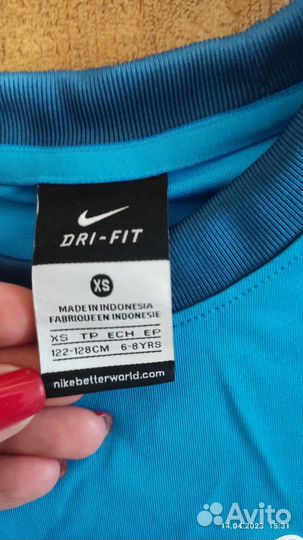 DRI-FIT
XS
MADE IN INDONESIA
FABRIQUE EN INDONESIE
XS TP ECH EP
122-128CM 6-8YRS
nikebetterworld.com
Avito
14.04.2023 15:31